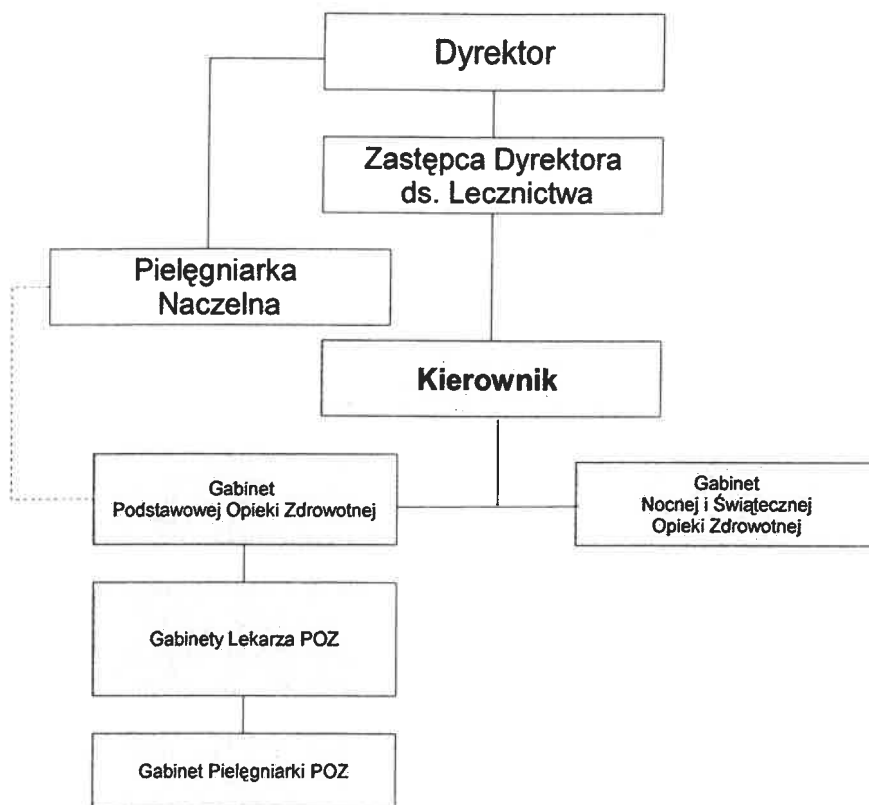 Dyrektor
Zastępca Dyrektora
ds. Lecznictwa
Pielęgniarka
Naczelna
Kierownik
Gabinet
Podstawowej Opieki Zdrowotnej
Gabinet
Nocnej i Świątecznej
Opieki Zdrowotnej
Gabinety Lekarza POZ
Gabinet Pielęgniarki POZ